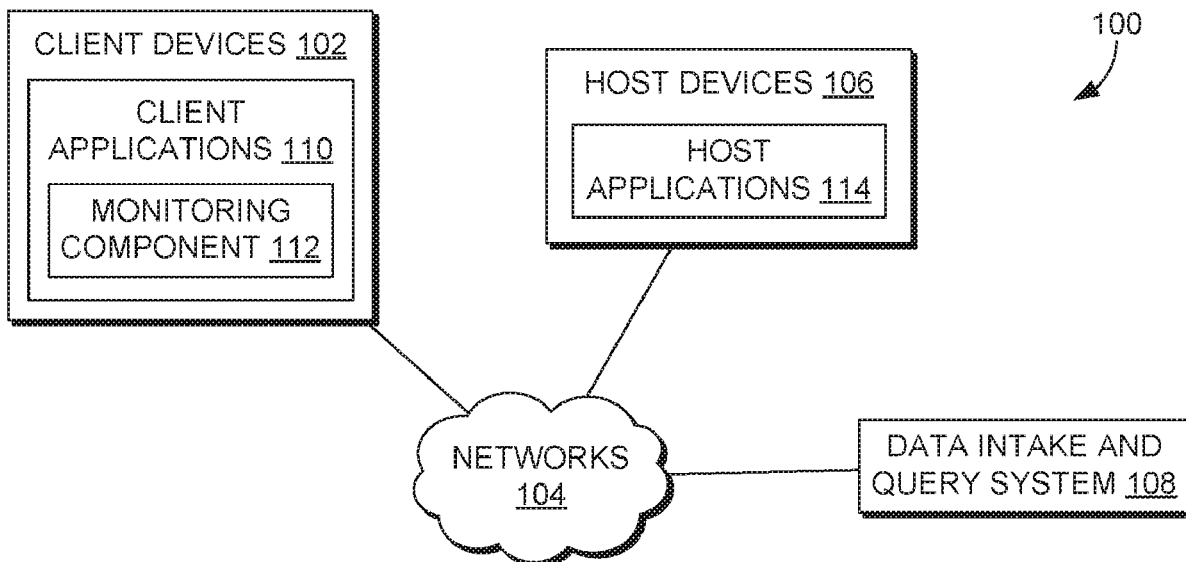 CLIENT DEVICES 102
CLIENT
APPLICATIONS 110
MONITORING
COMPONENT 112
HOST DEVICES 106
HOST
APPLICATIONS 114
100
NETWORKS
104
DATA INTAKE AND
QUERY SYSTEM 108